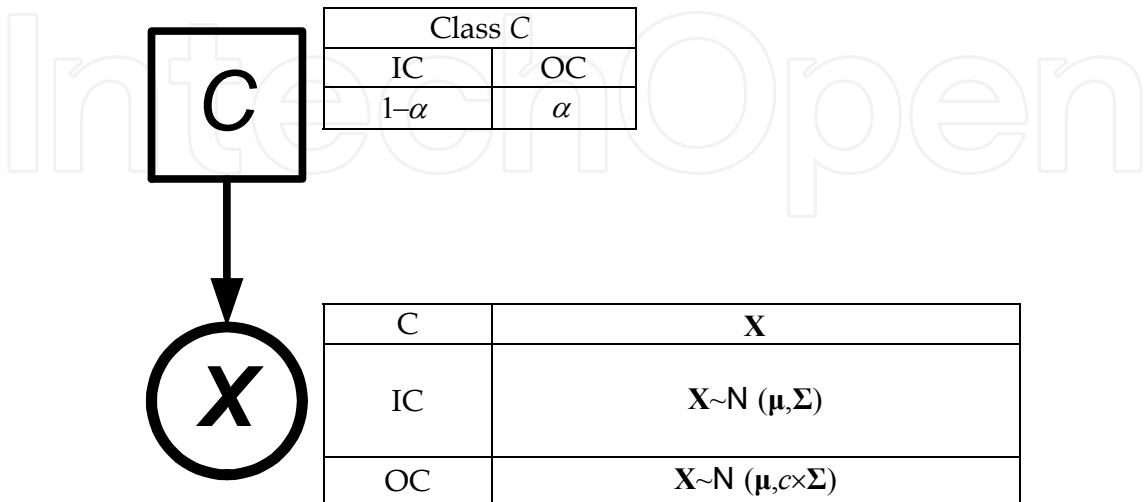 IntechOpen
C
Class C
IC OC
1–α α
X
C X
IC X~N (μ,Σ)
OC X~N (μ,c×Σ)